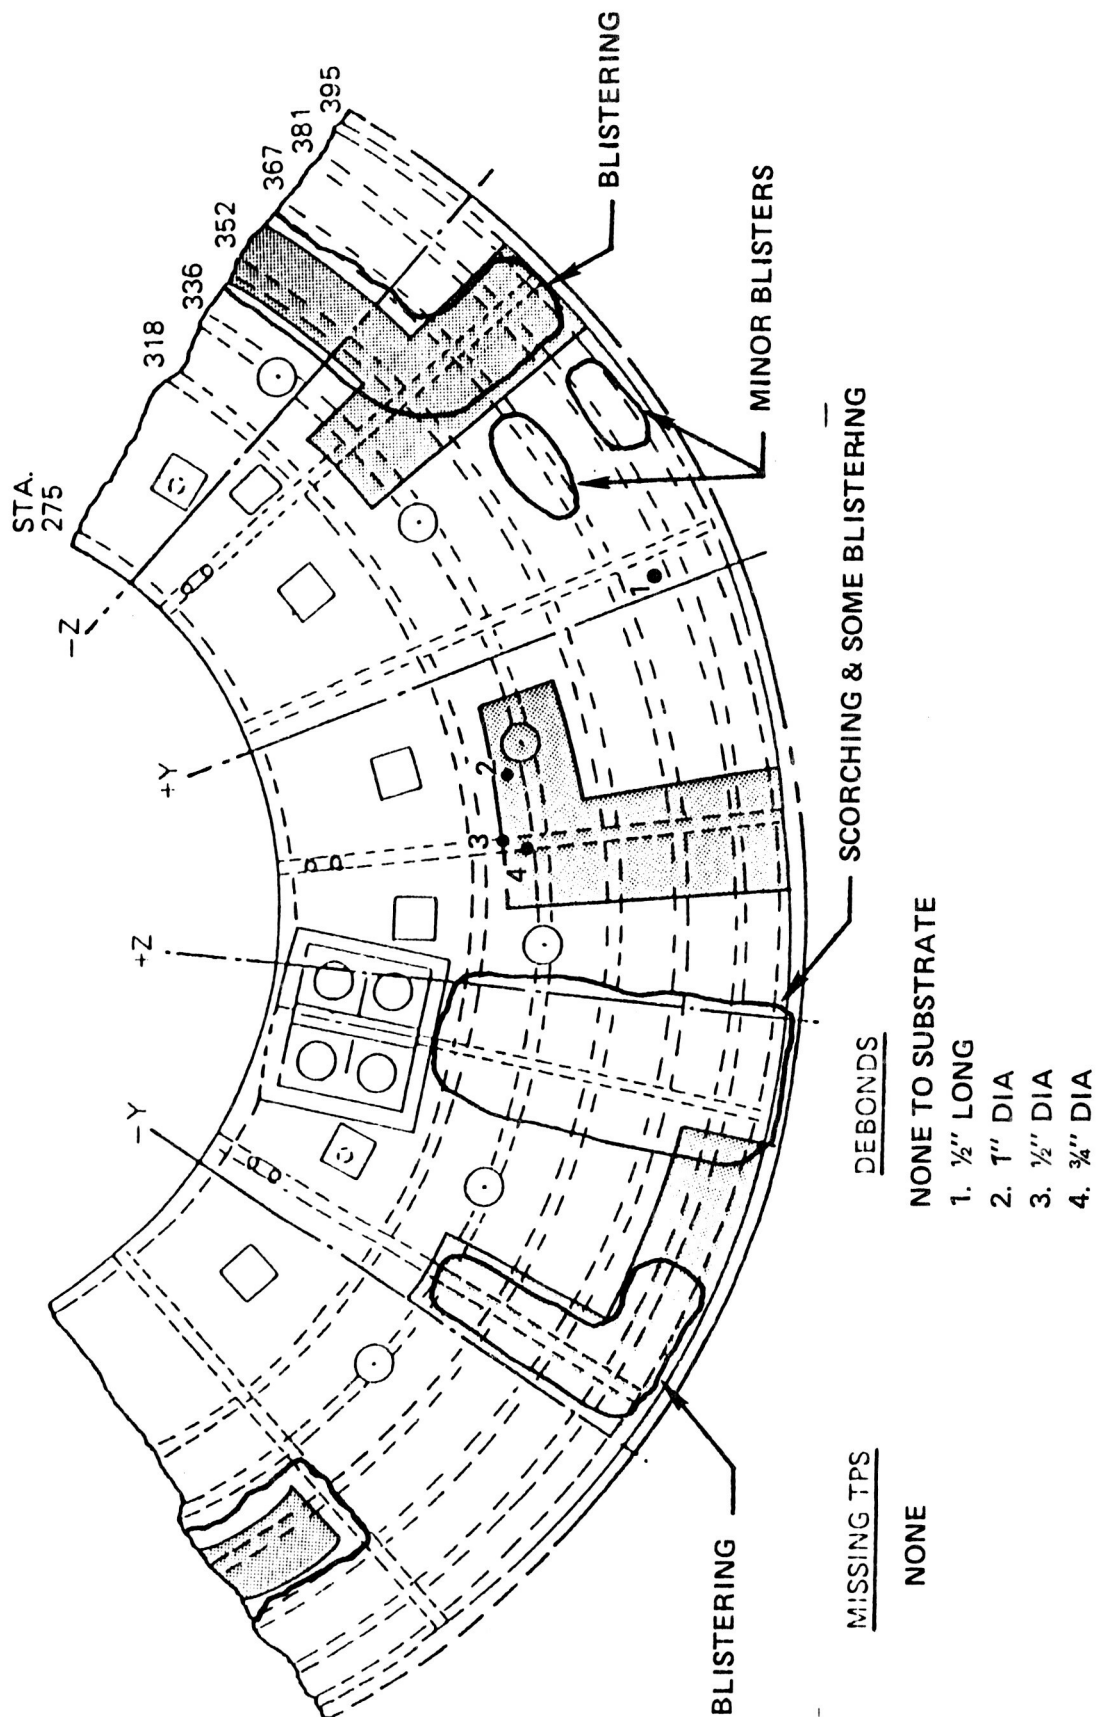 STA.
275
318
336
352
367
381
395
-Z
+Y
+Z
-Y
1
2
3
4
BLISTERING
MINOR BLISTERS
SCORCHING & SOME BLISTERING
BLISTERING
DEBONDS
NONE TO SUBSTRATE
1. ½" LONG
2. 1" DIA
3. ½" DIA
4. ¾" DIA
MISSING TPS
NONE